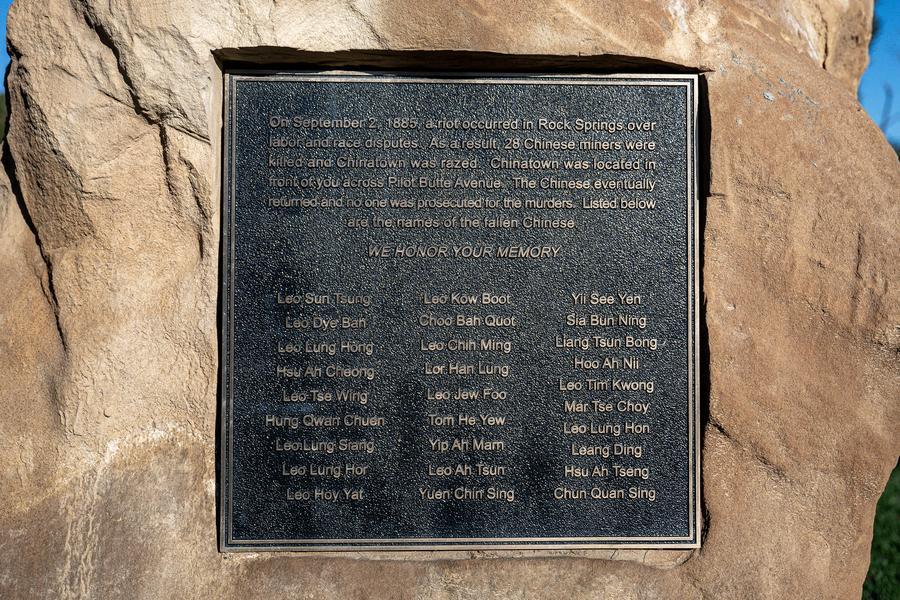 On September 2, 1885, a riot occurred in Rock Springs over
labor and race disputes. As a result, 28 Chinese miners were
killed and Chinatown was razed. Chinatown was located in
front of you across Pilot Butte Avenue. The Chinese eventually
returned and no one was prosecuted for the murders. Listed below
are the names of the fallen Chinese.
WE HONOR YOUR MEMORY
Leo Sun Tsung
Leo Dye Bah
Leo Lung Hong
Hsu Ah Cheong
Leo Tse Wing
Hung Qwan Chuen
Leo Lung Siang
Leo Lung Hor
Leo Hoy Yat
Leo Kow Boot
Choo Bah Quot
Leo Chih Ming
Lor Han Lung
Leo Jew Foo
Tom He Yew
Yip Ah Mam
Leo Ah Tsun
Yuen Chin Sing
Yii See Yen
Sia Bun Ning
Liang Tsun Bong
Hoo Ah Nii
Leo Tim Kwong
Mar Tse Choy
Leo Lung Hon
Leang Ding
Hsu Ah Tseng
Chun Quan Sing